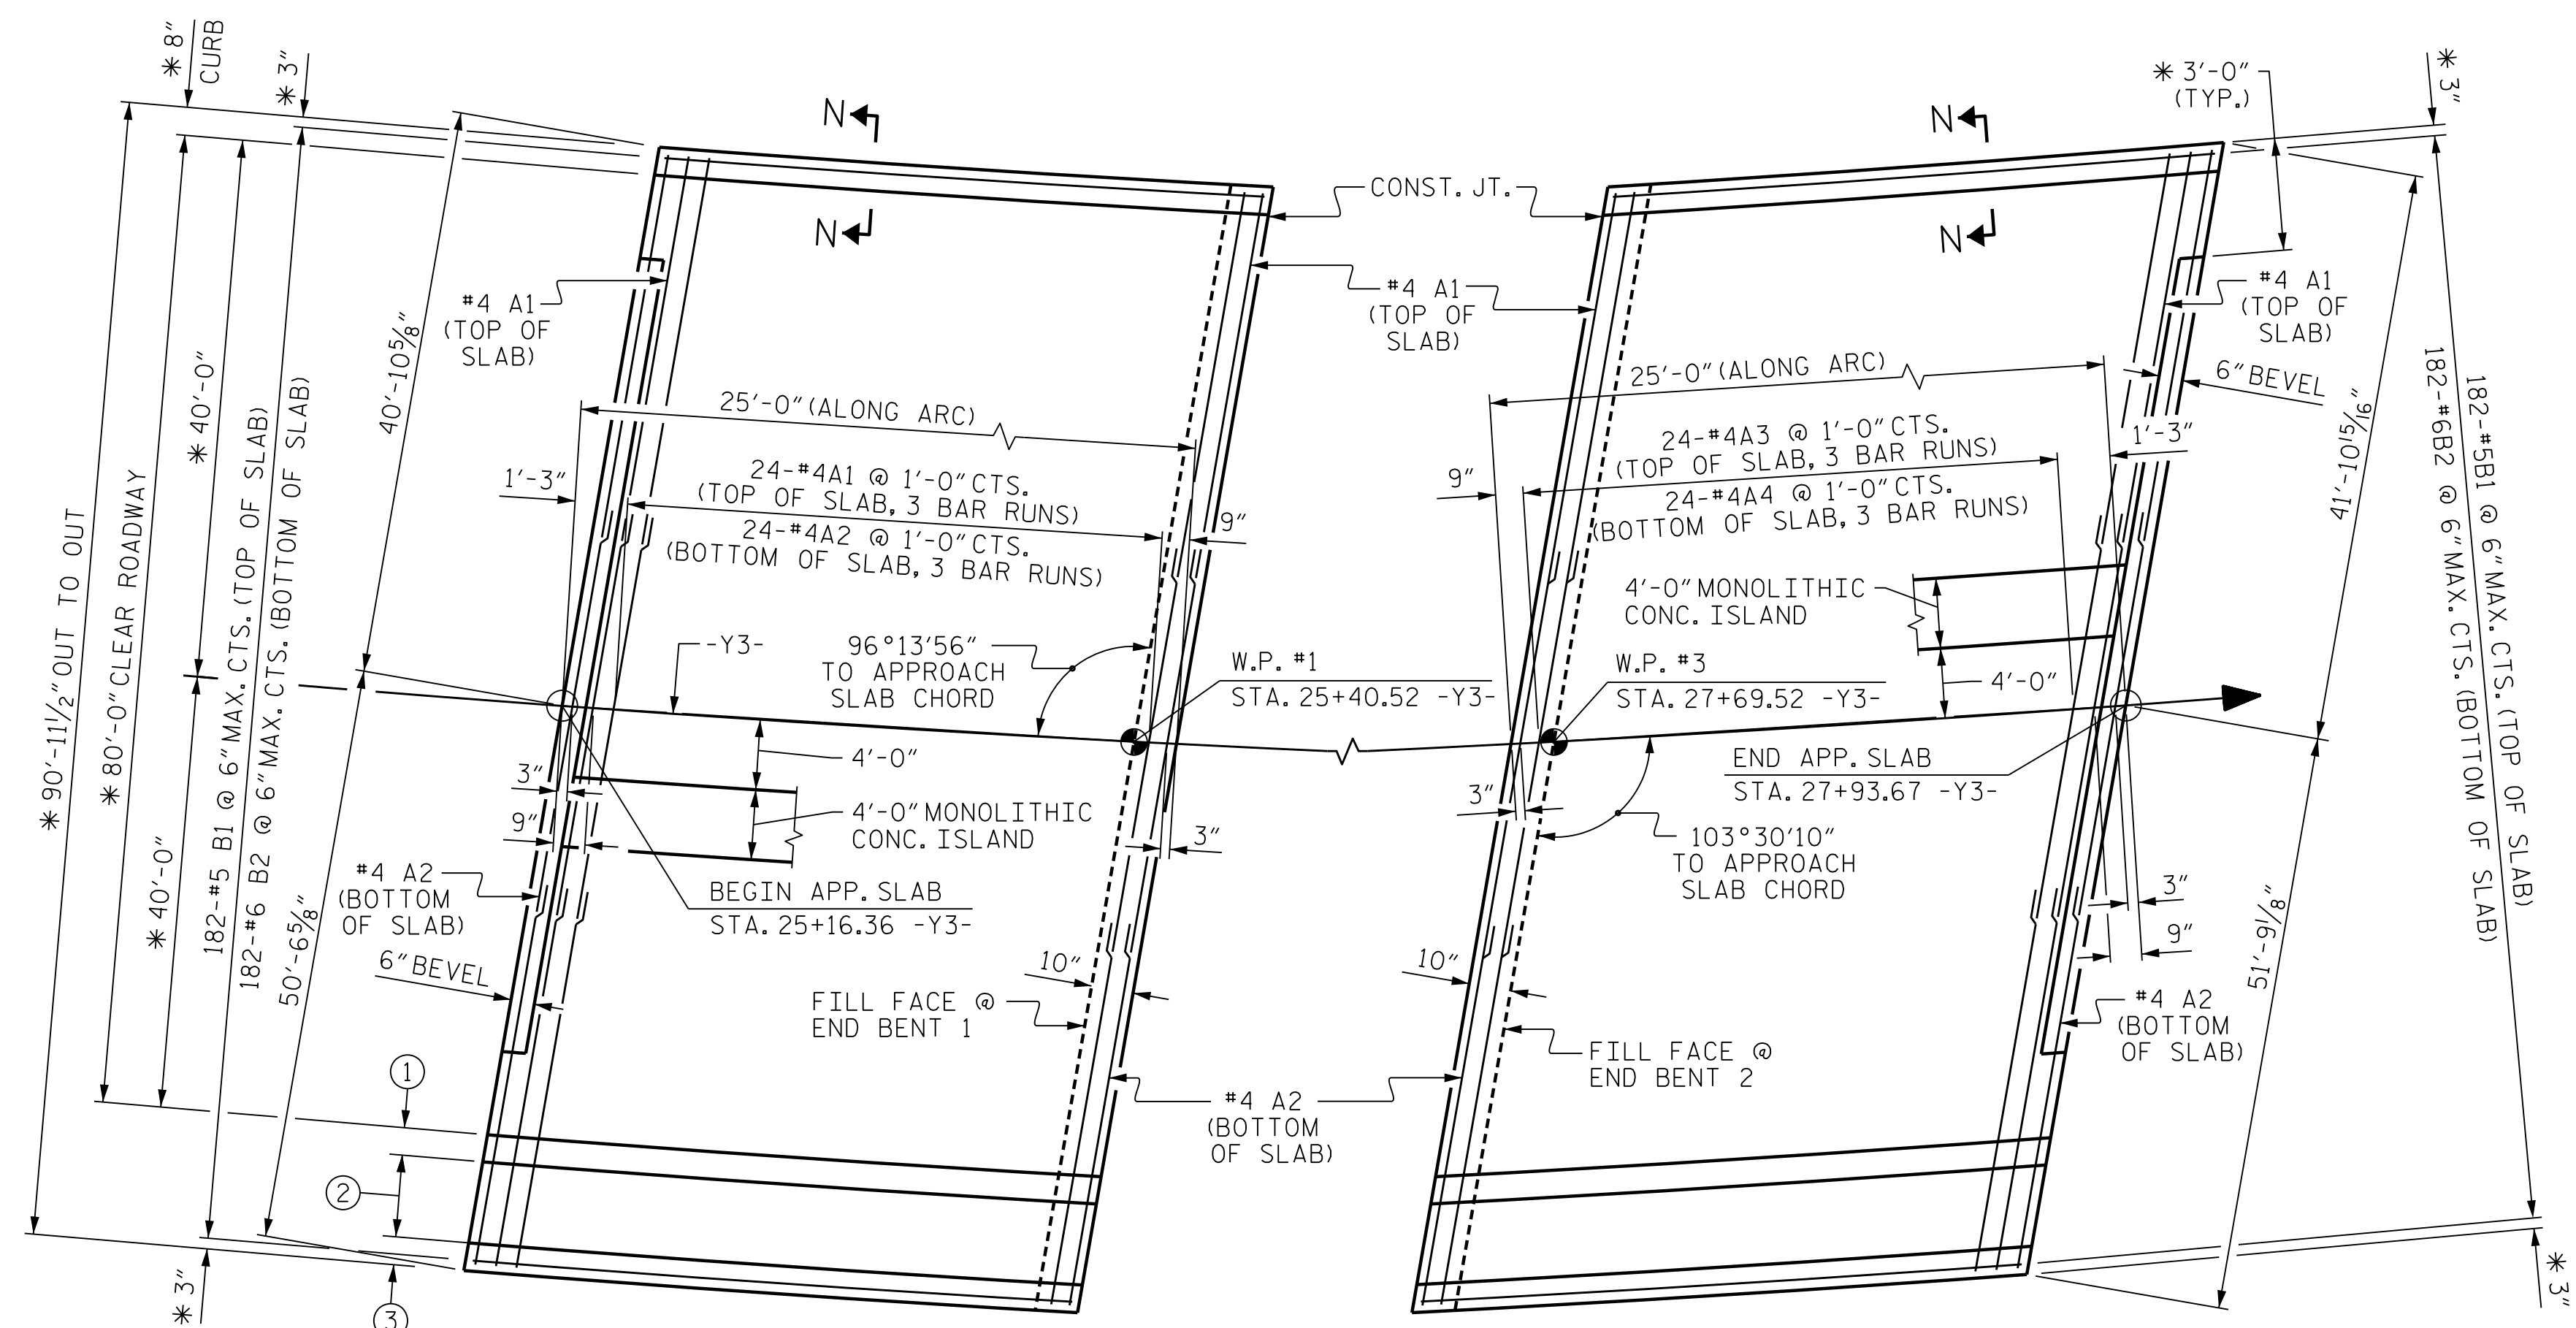 ✳ 8"
CURB
✳ 3"
N
N
CONST. JT.
N
N
✳ 3'-0"
(TYP.)
✳ 3"
✳ 90'-11 1/2" OUT TO OUT
✳ 80'-0" CLEAR ROADWAY
✳ 40'-0"
✳ 40'-0"
182-#5 B1 @ 6" MAX. CTS. (TOP OF SLAB)
182-#6 B2 @ 6" MAX. CTS. (BOTTOM OF SLAB)
40'-10 5/8"
50'-6 5/8"
#4 A1
(TOP OF
SLAB)
25'-0" (ALONG ARC)
1'-3"
24-#4A1 @ 1'-0" CTS.
(TOP OF SLAB, 3 BAR RUNS)
24-#4A2 @ 1'-0" CTS.
(BOTTOM OF SLAB, 3 BAR RUNS)
9"
-Y3-
96°13'56"
TO APPROACH
SLAB CHORD
W.P. #1
STA. 25+40.52 -Y3-
4'-0"
4'-0" MONOLITHIC
CONC. ISLAND
3"
9"
3"
BEGIN APP. SLAB
STA. 25+16.36 -Y3-
#4 A2
(BOTTOM
OF SLAB)
6" BEVEL
10"
FILL FACE @
END BENT 1
1
2
3
✳ 3"
#4 A1
(TOP OF
SLAB)
#4 A2
(BOTTOM
OF SLAB)
#4 A1
(TOP OF
SLAB)
6" BEVEL
25'-0" (ALONG ARC)
1'-3"
9"
24-#4A3 @ 1'-0" CTS.
(TOP OF SLAB, 3 BAR RUNS)
24-#4A4 @ 1'-0" CTS.
(BOTTOM OF SLAB, 3 BAR RUNS)
4'-0" MONOLITHIC
CONC. ISLAND
4'-0"
W.P. #3
STA. 27+69.52 -Y3-
END APP. SLAB
STA. 27+93.67 -Y3-
3"
103°30'10"
TO APPROACH
SLAB CHORD
10"
FILL FACE @
END BENT 2
3"
9"
#4 A2
(BOTTOM
OF SLAB)
41'-10 15/16"
51'-9 1/8"
182-#5B1 @ 6" MAX. CTS. (TOP OF SLAB)
182-#6B2 @ 6" MAX. CTS. (BOTTOM OF SLAB)
✳ 3"